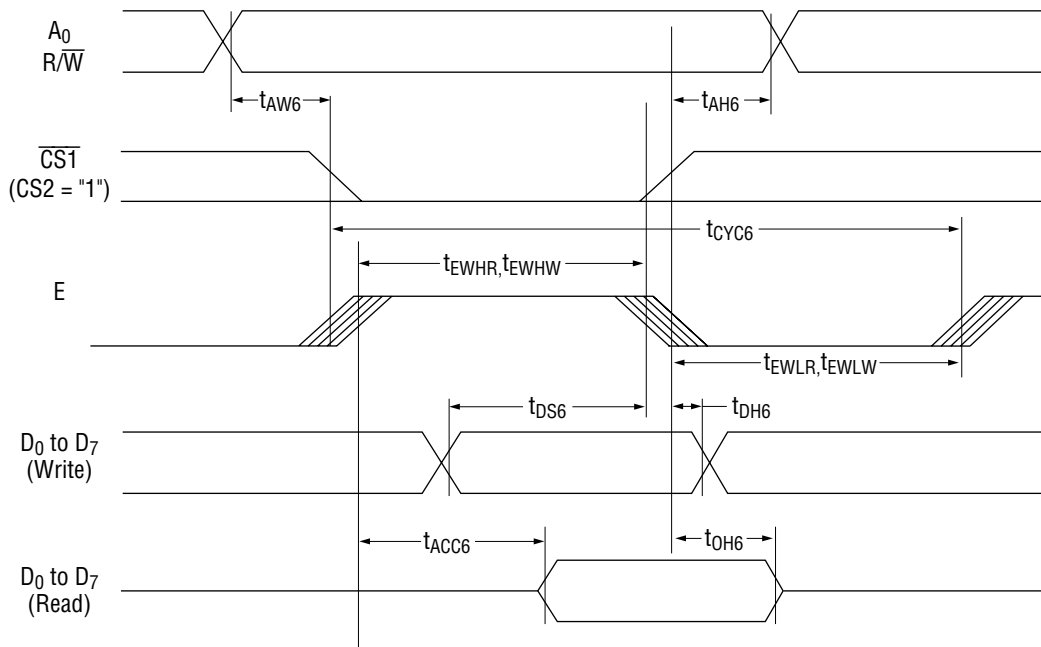 A0
R/W̅
tAW6
tAH6
C̅S̅1̅
(CS2 = "1")
tCYC6
tEWHR,tEWHW
E
tEWLR,tEWLW
tDS6
tDH6
D0 to D7
(Write)
tACC6
tOH6
D0 to D7
(Read)